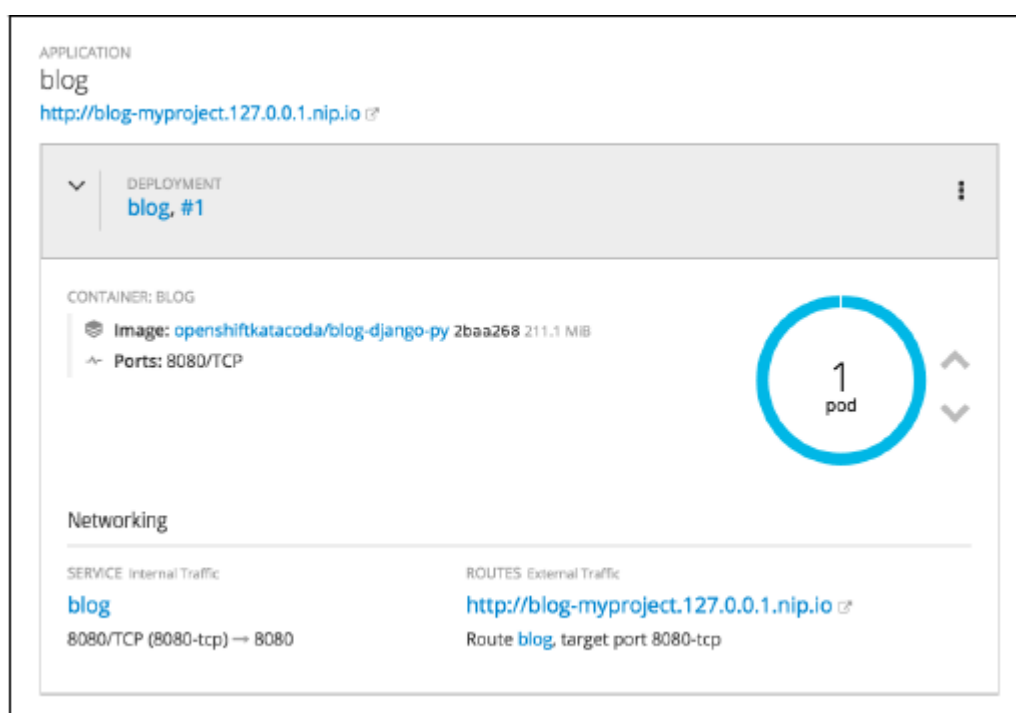 APPLICATION
blog
http://blog-myproject.127.0.0.1.nip.io
DEPLOYMENT
blog, #1
CONTAINER: BLOG
Image: openshiftkatacoda/blog-django-py 2baa268 211.1 MiB
Ports: 8080/TCP
1
pod
Networking
SERVICE Internal Traffic
blog
8080/TCP (8080-tcp) → 8080
ROUTES External Traffic
http://blog-myproject.127.0.0.1.nip.io
Route blog, target port 8080-tcp